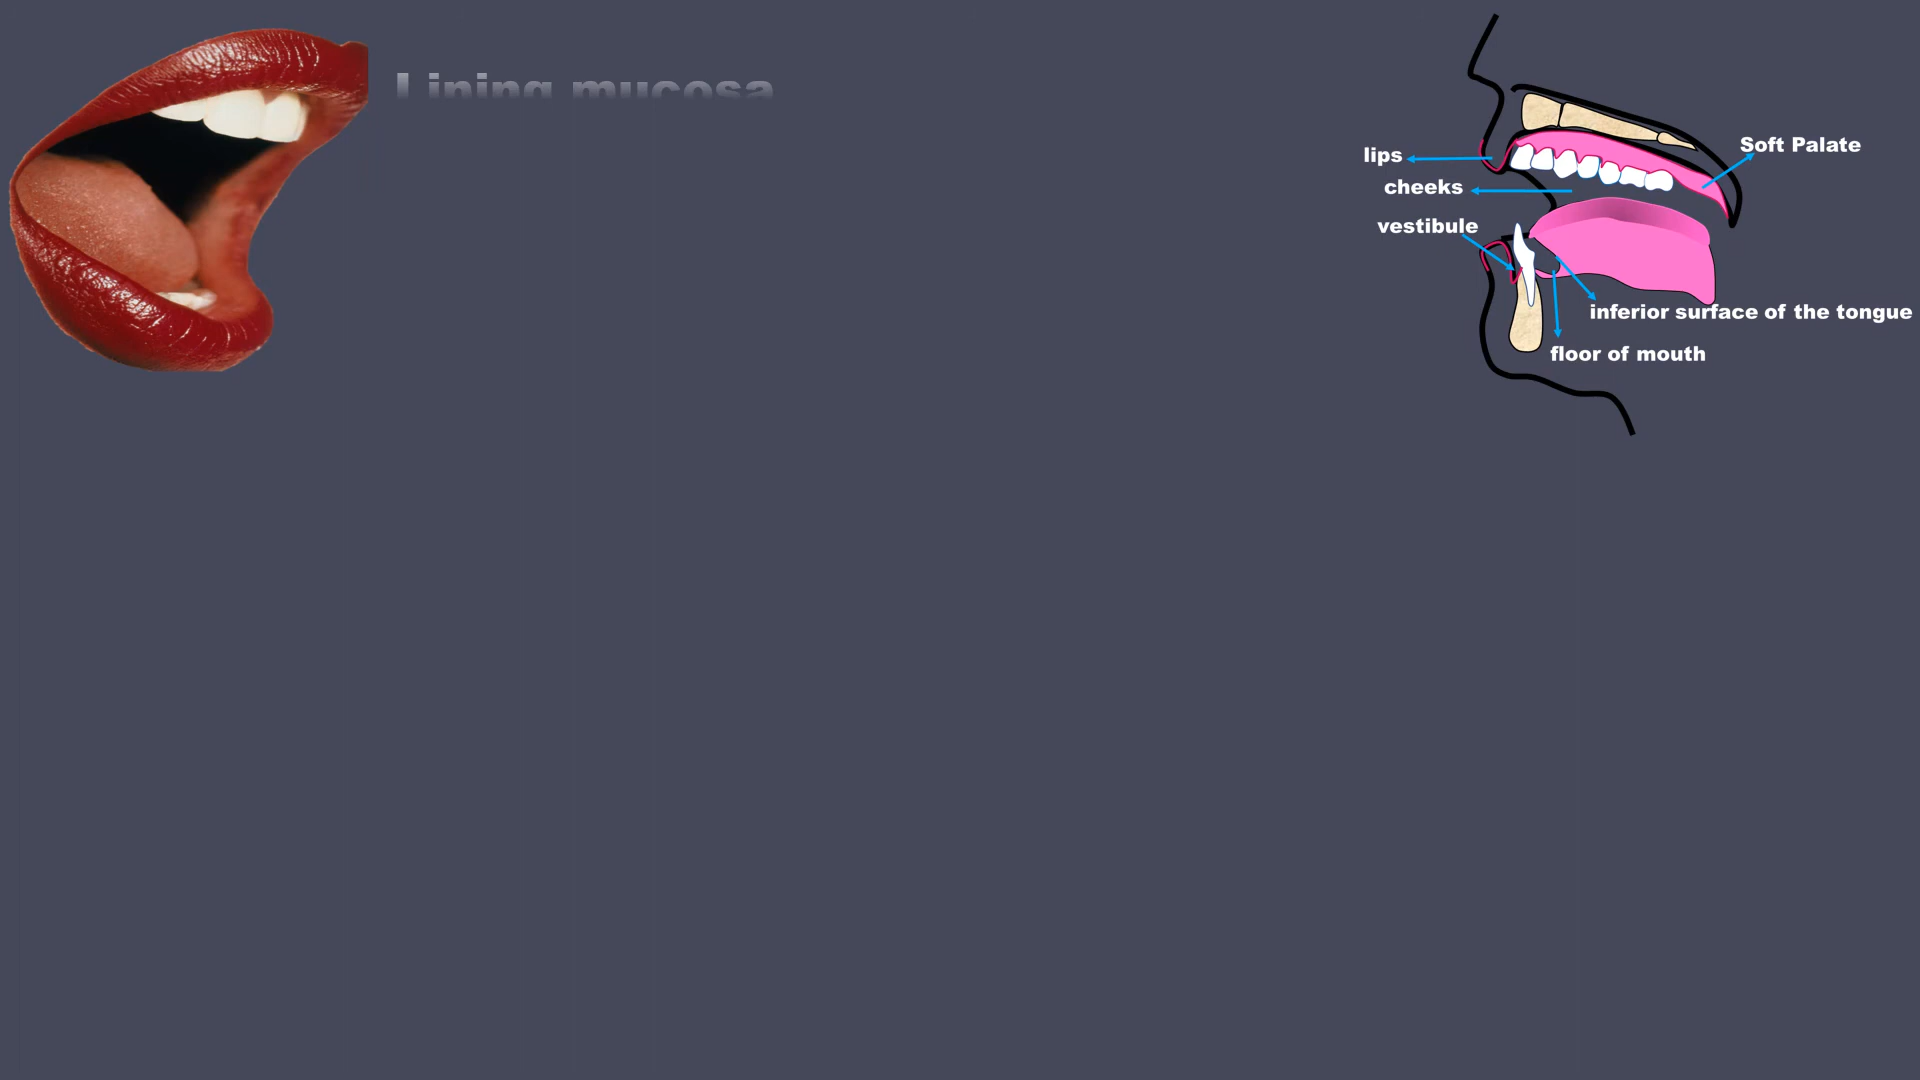 Lining mucosa
lips
cheeks
vestibule
Soft Palate
inferior surface of the tongue
floor of mouth